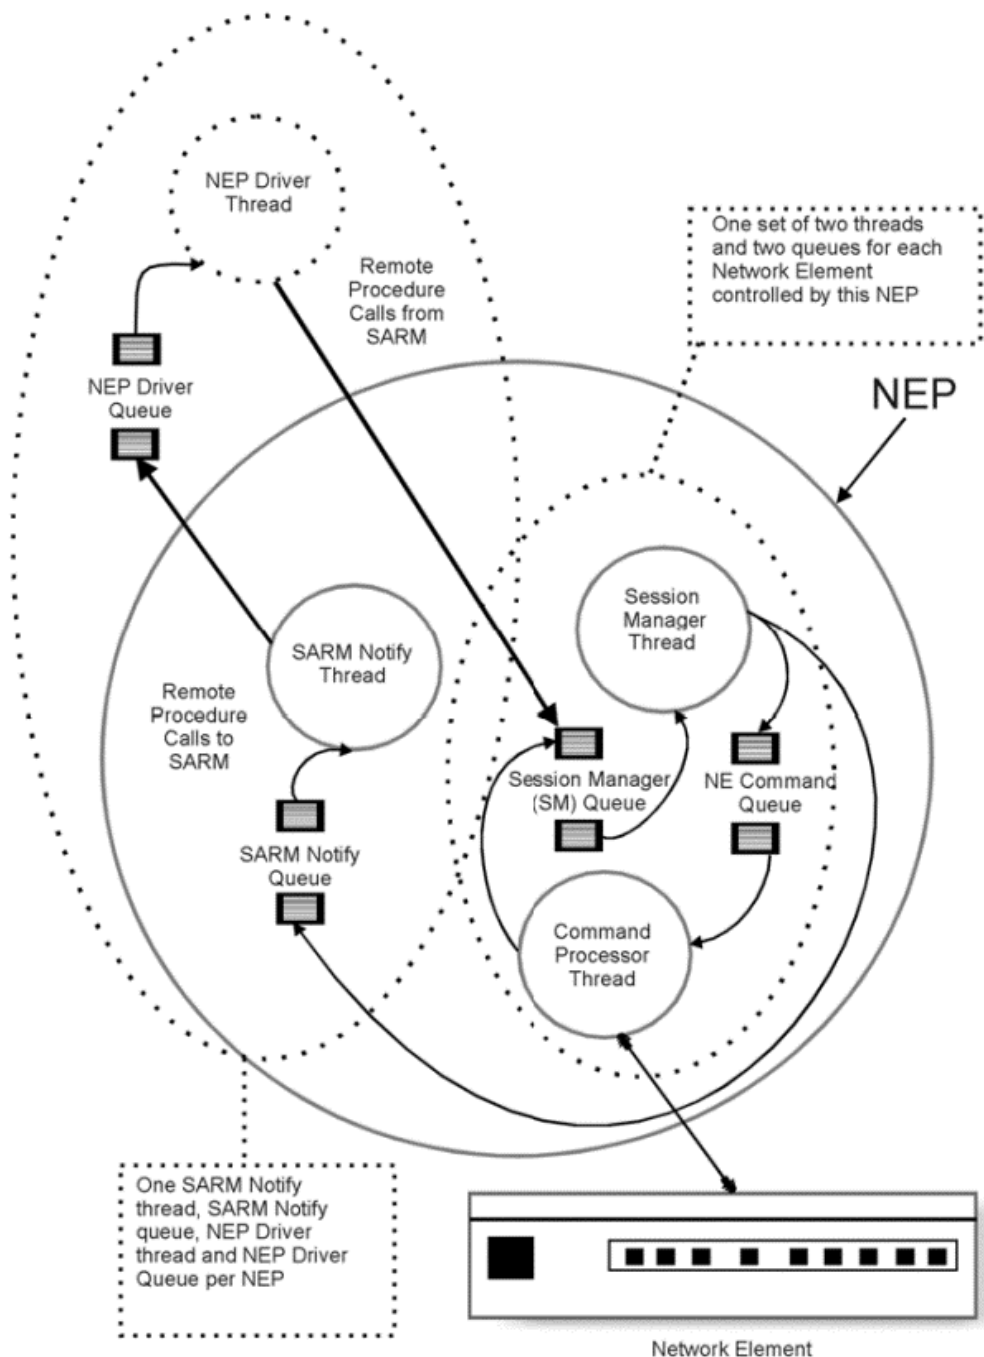 NEP Driver
Thread
One set of two threads
and two queues for each
Network Element
controlled by this NEP
Remote
Procedure
Calls from
SARM
NEP Driver
Queue
NEP
Session
Manager
Thread
SARM Notify
Thread
Remote
Procedure
Calls to
SARM
Session Manager
(SM) Queue
NE Command
Queue
SARM Notify
Queue
Command
Processor
Thread
One SARM Notify
thread, SARM Notify
queue, NEP Driver
thread and NEP Driver
Queue per NEP
Network Element